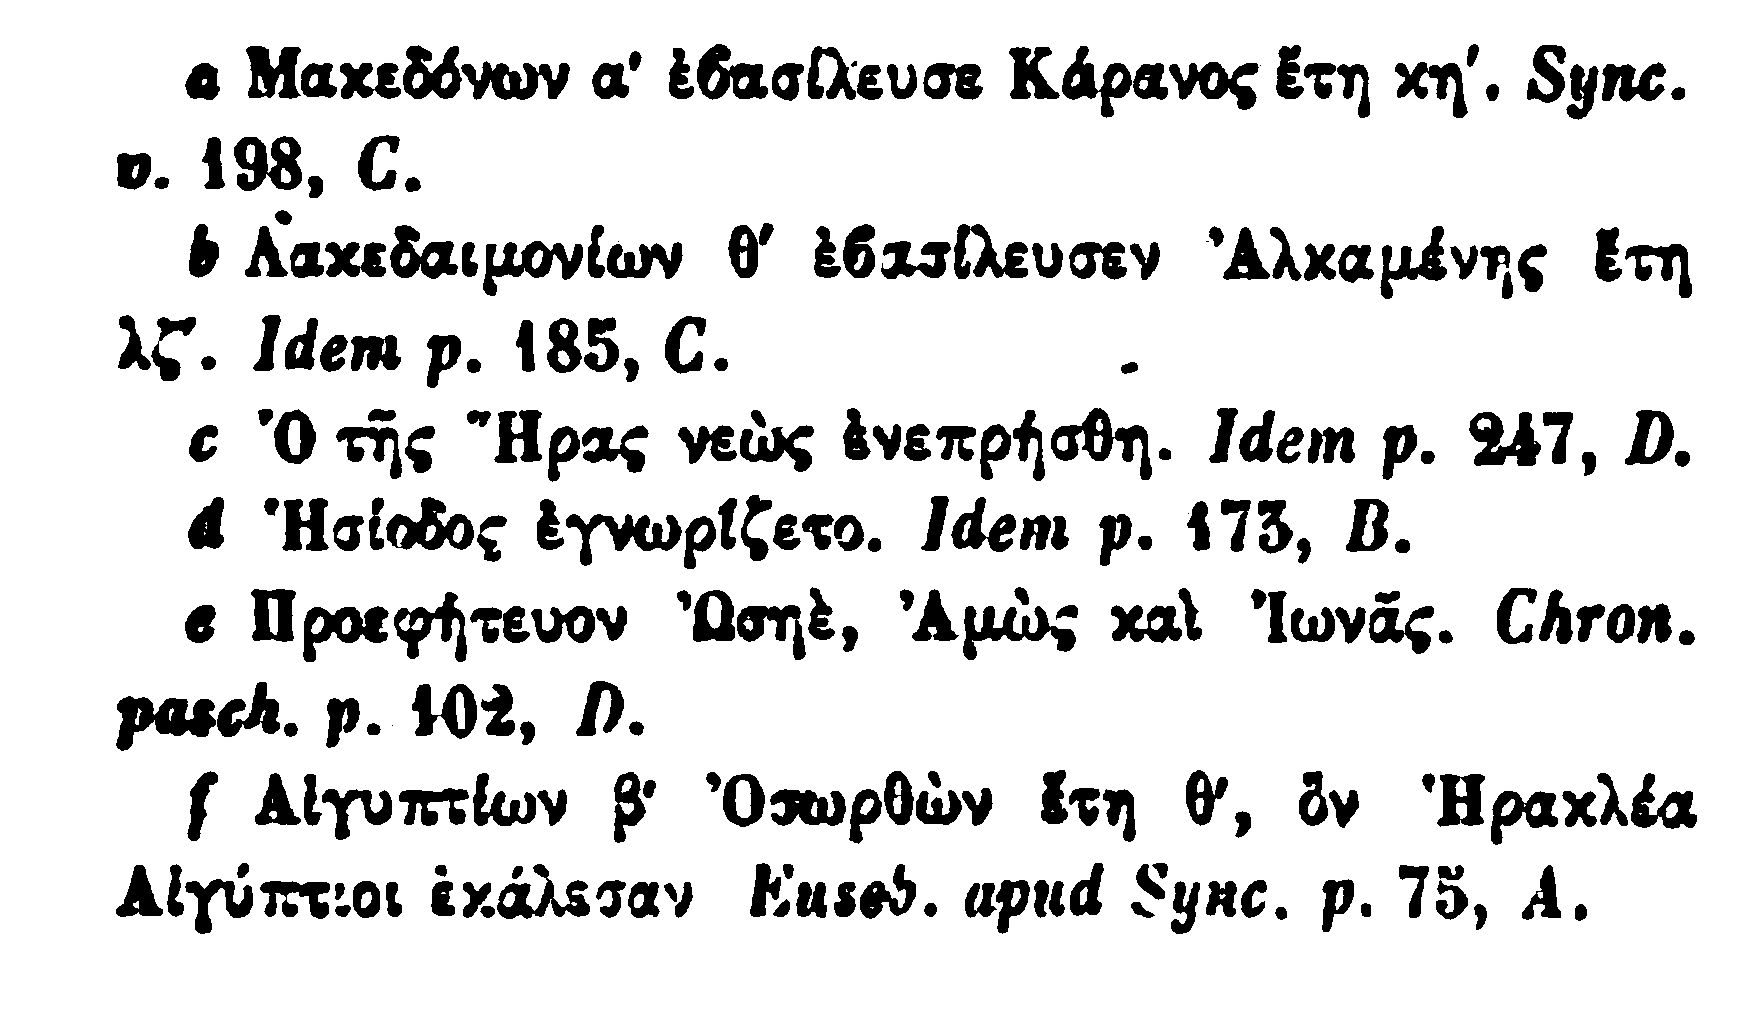 a Μακεδόνων α' ἐϐασίλευσε Κάρανος ἔτη κη'. Sync.
p. 198, C.
b Λακεδαιμονίων θ' ἐϐασίλευσεν Ἀλκαμένης ἔτη
λζ'. Idem p. 185, C.
c Ὁ τῆς Ἥρας νεὼς ἐνεπρήσθη. Idem p. 247, D.
d Ἡσίοδος ἐγνωρίζετο. Idem p. 173, B.
e Προεφήτευον Ὠσηὲ, Ἀμὼς καὶ Ἰωνᾶς. Chron.
pasch. p. 102, D.
f Αἰγυπτίων β' Ὀσωρθὼν ἔτη θ', ὃν Ἡρακλέα
Αἰγύπτιοι ἐκάλεσαν Euseb. apud Sync. p. 75, A.